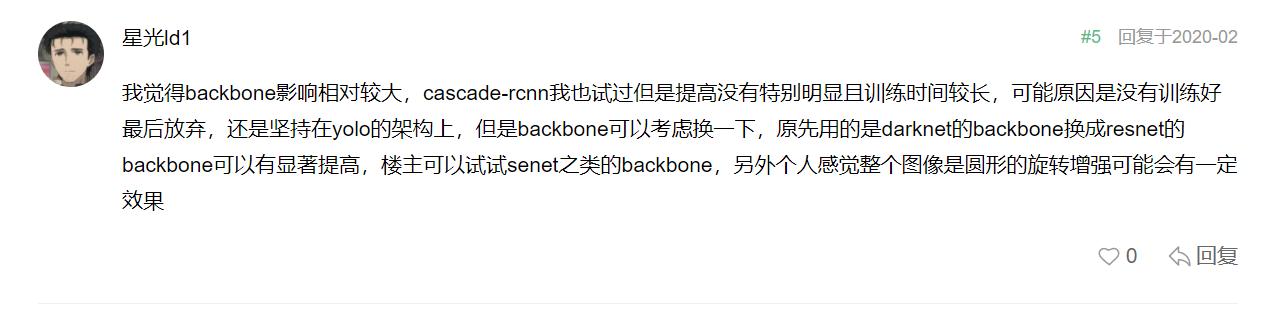 星光ld1
#5 回复于2020-02
我觉得backbone影响相对较大，cascade-rcnn我也试过但是提高没有特别明显且训练时间较长，可能原因是没有训练好
最后放弃，还是坚持在yolo的架构上，但是backbone可以考虑换一下，原先用的是darknet的backbone换成resnet的
backbone可以有显著提高，楼主可以试试senet之类的backbone，另外个人感觉整个图像是圆形的旋转增强可能会有一定
效果
0 回复